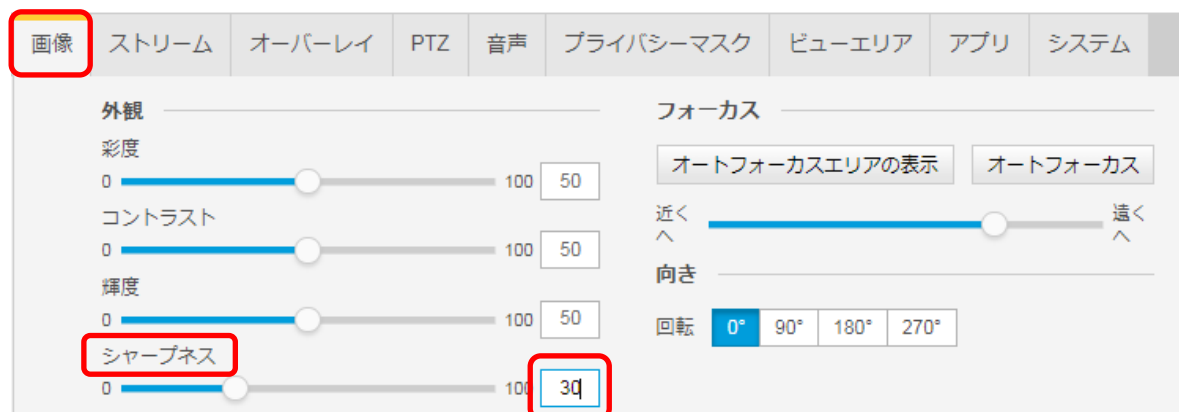 画像 ストリーム オーバーレイ PTZ 音声 プライバシーマスク ビューエリア アプリ システム
外観
彩度
0 100 50
コントラスト
0 100 50
輝度
0 100 50
シャープネス
0 100 30
フォーカス
オートフォーカスエリアの表示 オートフォーカス
近くへ 遠くへ
向き
回転 0° 90° 180° 270°